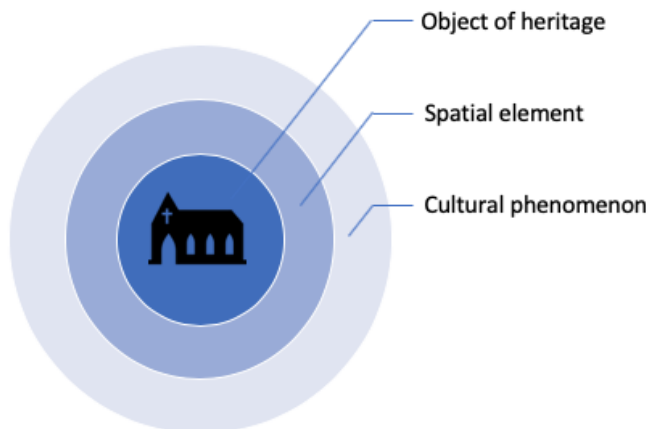 Object of heritage
Spatial element
Cultural phenomenon